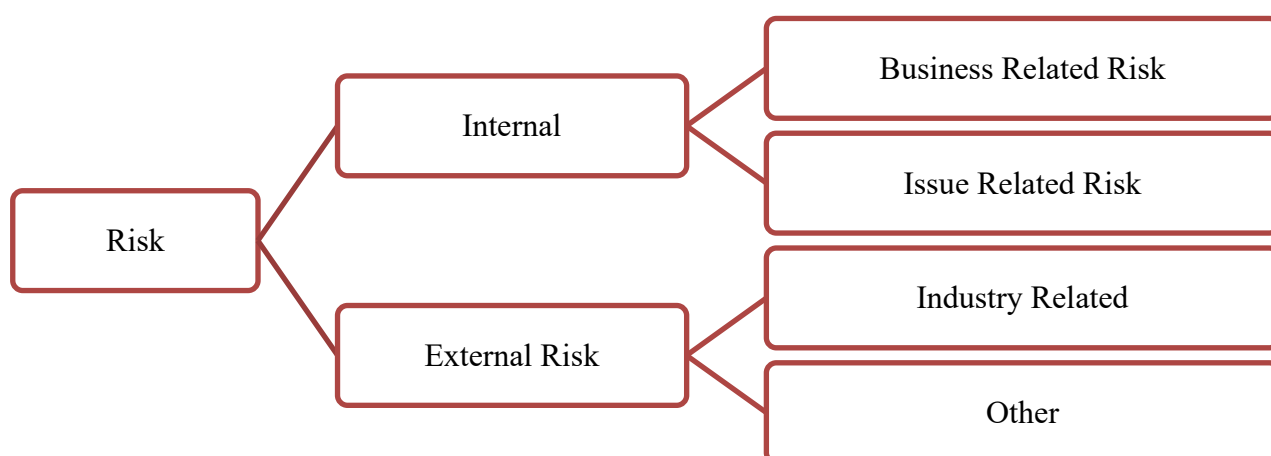 Risk
Internal
Business Related Risk
Issue Related Risk
External Risk
Industry Related
Other